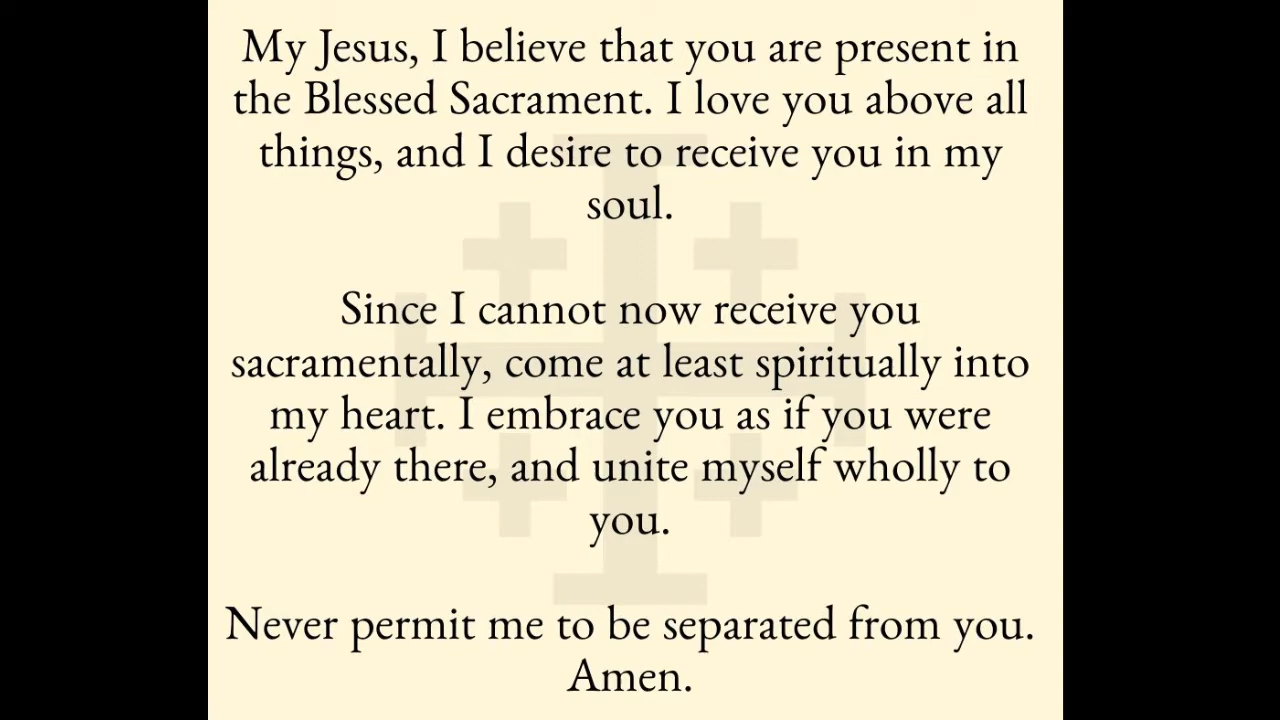 My Jesus, I believe that you are present in
the Blessed Sacrament. I love you above all
things, and I desire to receive you in my
soul.
Since I cannot now receive you
sacramentally, come at least spiritually into
my heart. I embrace you as if you were
already there, and unite myself wholly to
you.
Never permit me to be separated from you.
Amen.